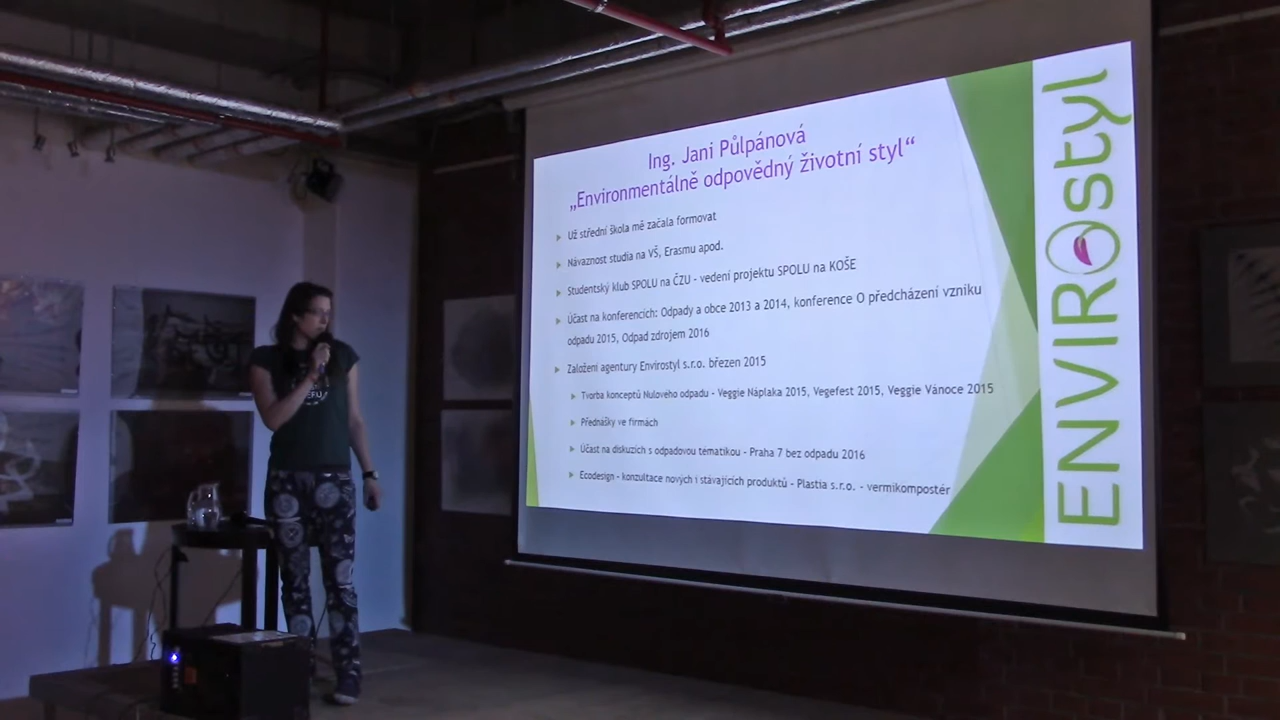 Ing. Jani Půlpánová
„Environmentálně odpovědný životní styl“
Už střední škola mě začala formovat
Návaznost studia na VŠ, Erasmu apod.
Studentský klub SPOLU na ČZU - vedení projektu SPOLU na KOŠE
Účast na konferencích: Odpady a obce 2013 a 2014, konference O předcházení vzniku
odpadu 2015, Odpad zdrojem 2016
Založení agentury Envirostyl s.r.o. březen 2015
Tvorba konceptů Nulového odpadu - Veggie Náplaka 2015, Vegefest 2015, Veggie Vánoce 2015
Přednášky ve firmách
Účast na diskuzích s odpadovou tématikou - Praha 7 bez odpadu 2016
Ecodesign - konzultace nových i stávajících produktů - Plastia s.r.o. - vermikompostér
ENVIROstyl